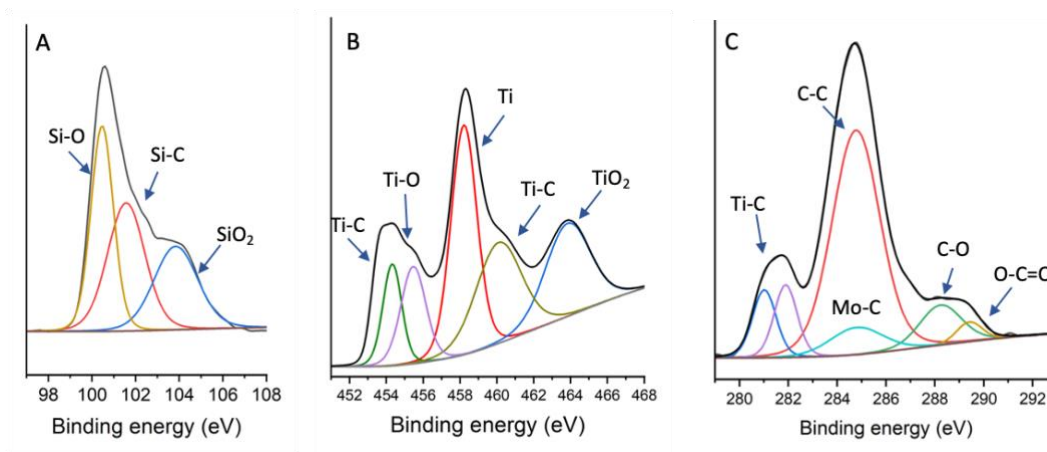 A
Si-O
Si-C
SiO2
98 100 102 104 106 108
Binding energy (eV)
B
Ti
Ti-O
Ti-C
Ti-C
TiO2
452 454 456 458 460 462 464 466 468
Binding energy (eV)
C
C-C
Ti-C
C-O
O-C=O
Mo-C
280 282 284 286 288 290 292
Binding energy (eV)